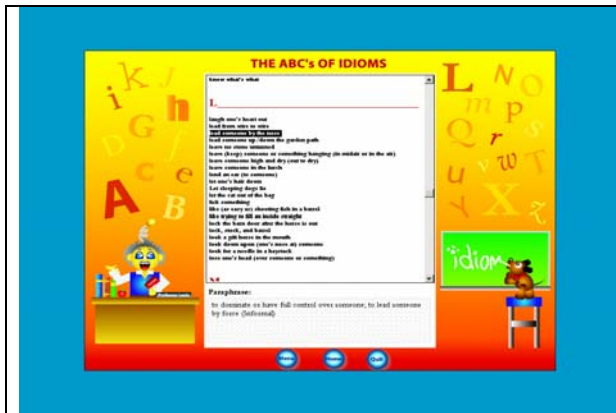 THE ABC's OF IDIOMS
know what's what
L
laugh one's heart out
lead from wire to wire
lead someone by the nose
lead someone up/down the garden path
leave no stone unturned
leave (keep) someone or something hanging (in midair or in the air)
leave someone high and dry (out to dry)
leave someone in the lurch
lend an ear (to someone)
let one's hair down
Let sleeping dogs lie
let the cat out of the bag
lick something
like (as easy as) shooting fish in a barrel
like trying to fill an inside straight
lock the barn door after the horse is out
lock, stock, and barrel
look a gift horse in the mouth
look down upon (one's nose at) someone
look for a needle in a haystack
lose one's head (over someone or something)
M
Paraphrase:
to dominate or have full control over someone; to lead someone
by force (Informal)
i k J
h
G
D J
A C e
B
L N O
m p
Q r
v w T
u
Y X z
idiom
Menu Home Quit